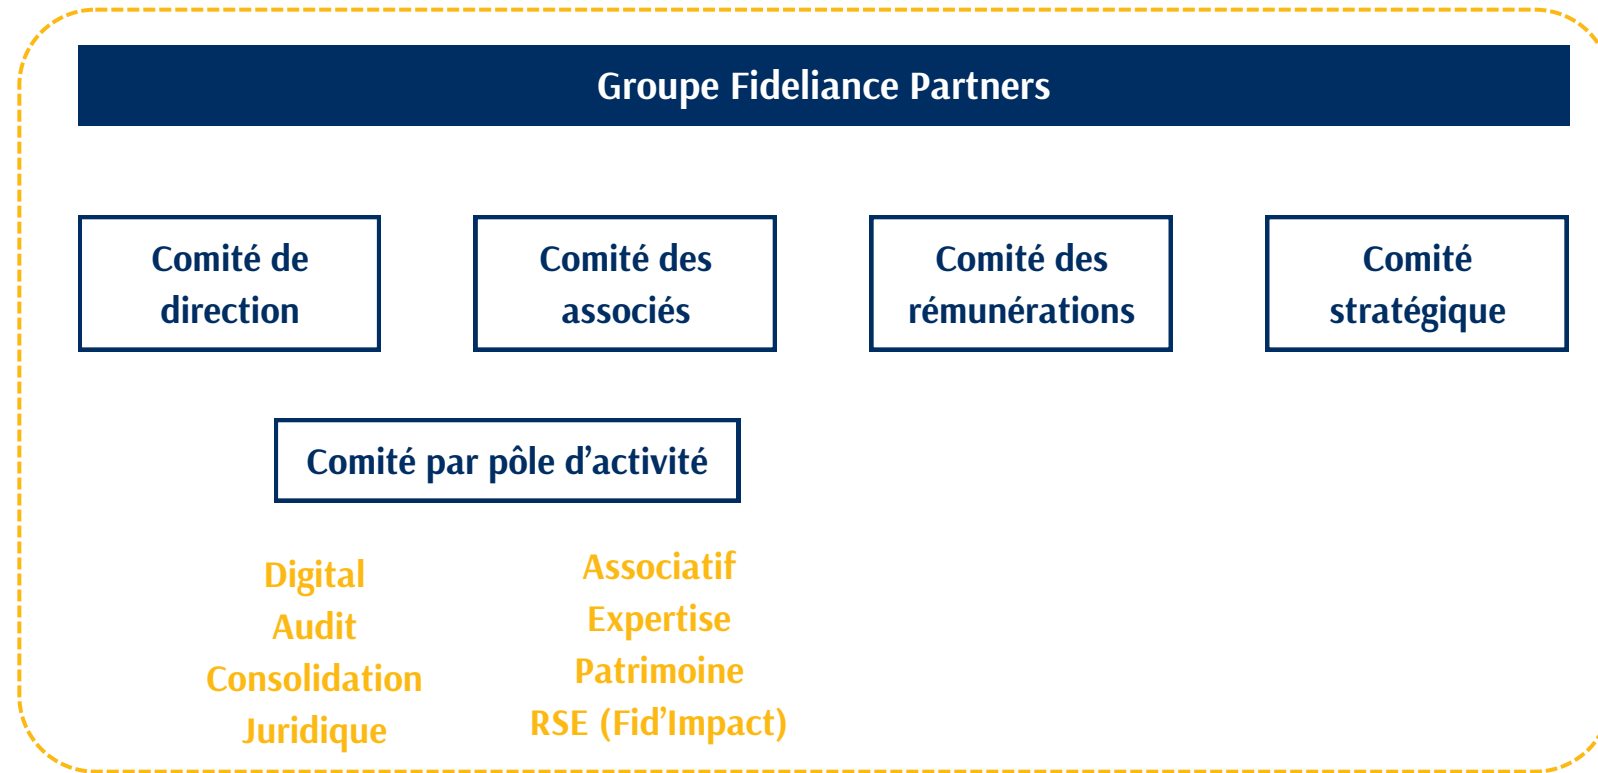 Groupe Fideliance Partners
Comité de
direction
Comité des
associés
Comité des
rémunérations
Comité
stratégique
Comité par pôle d’activité
Digital
Audit
Consolidation
Juridique
Associatif
Expertise
Patrimoine
RSE (Fid’Impact)